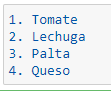 1. Tomate
2. Lechuga
3. Palta
4. Queso